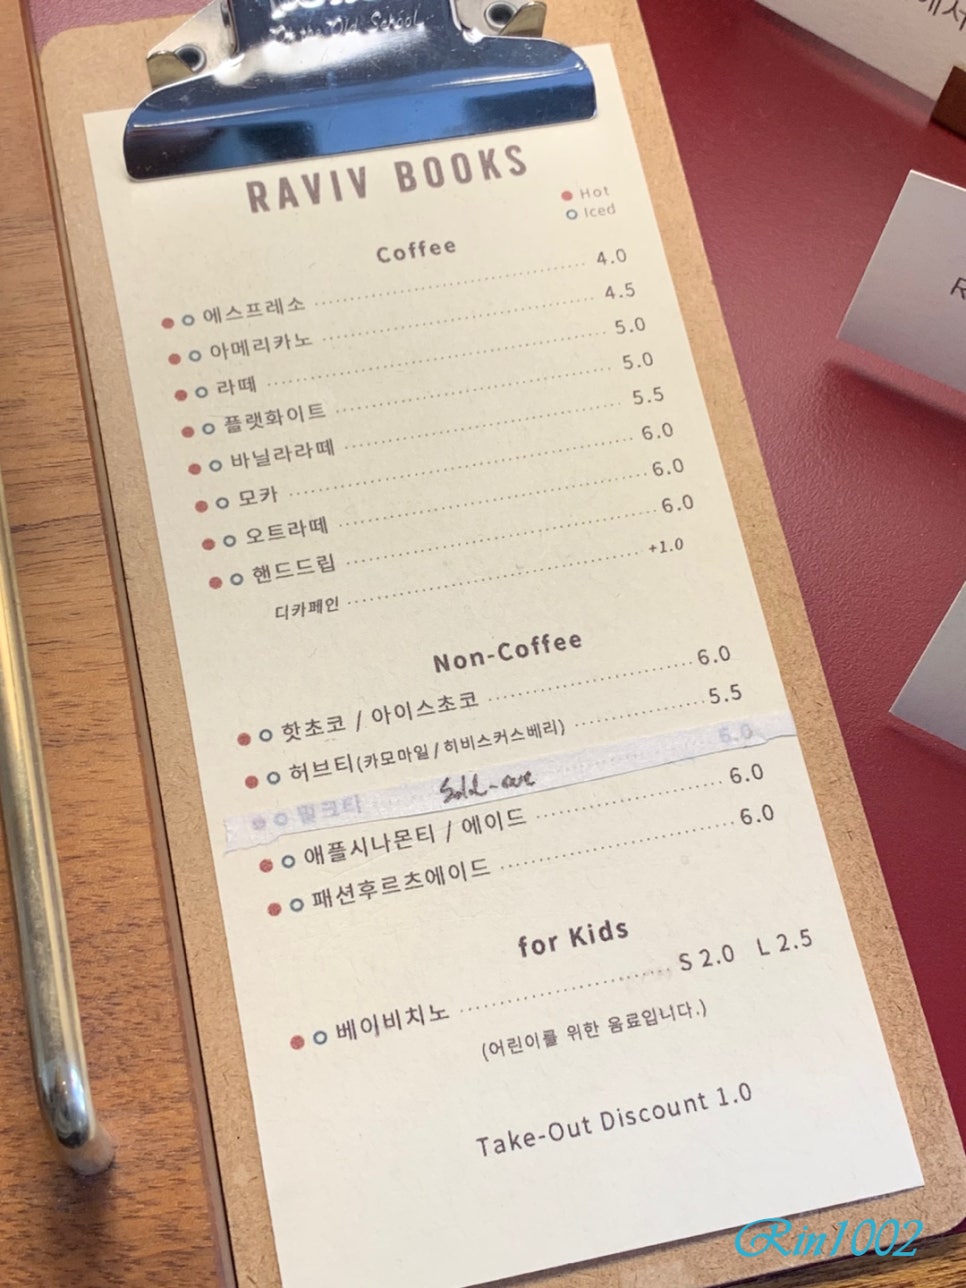 the Old School
RAVIV BOOKS
Hot
Iced
Coffee
에스프레소 4.0
아메리카노 4.5
라떼 5.0
플랫화이트 5.0
바닐라라떼 5.5
모카 6.0
오트라떼 6.0
핸드드립 6.0
디카페인 +1.0
Non-Coffee
핫초코 / 아이스초코 6.0
허브티(카모마일/히비스커스베리) 5.5
밀크티 Sold-out 6.0
애플시나몬티 / 에이드 6.0
패션후르츠에이드 6.0
for Kids
베이비치노 S 2.0 L 2.5
(어린이를 위한 음료입니다.)
Take-Out Discount 1.0
Rin1002